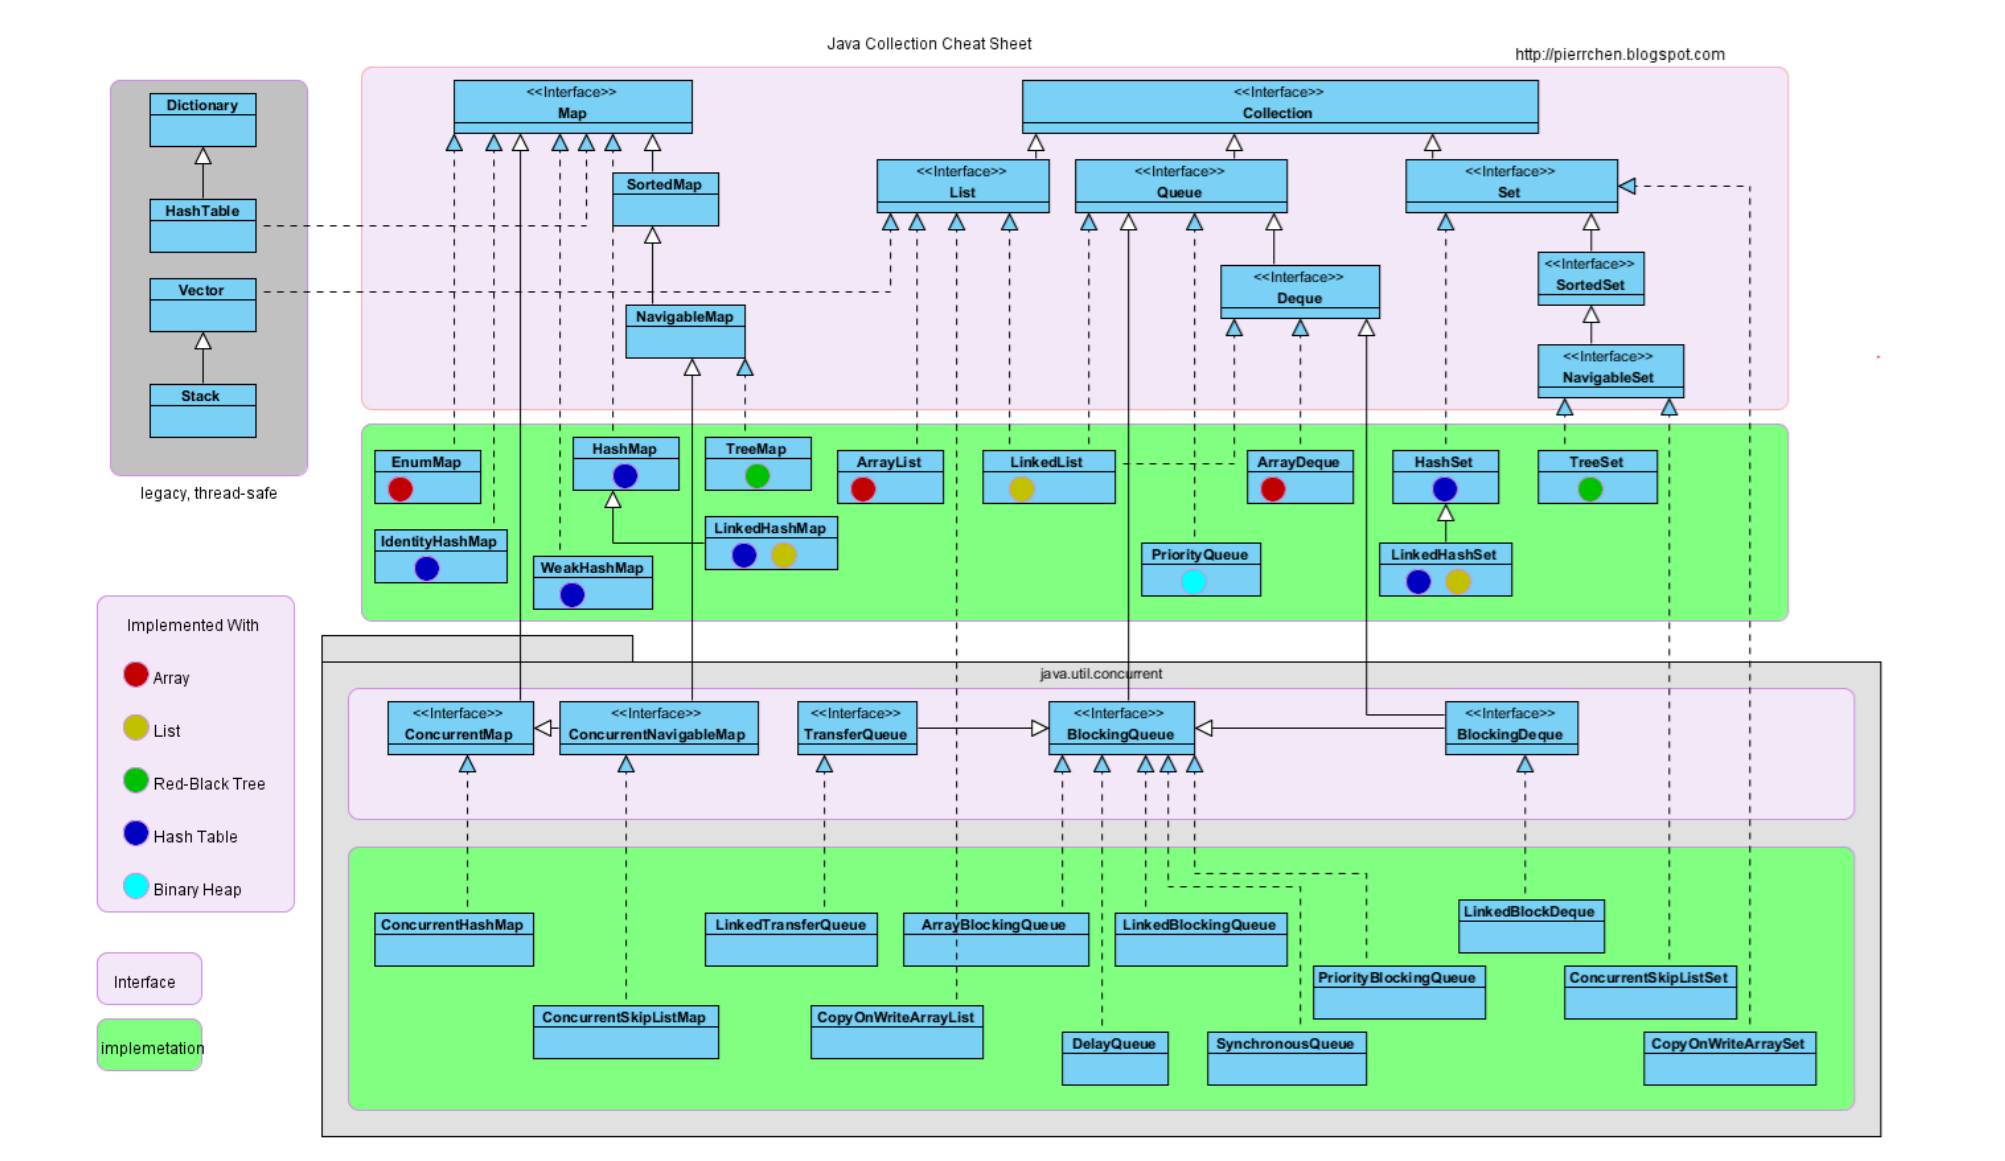 Java Collection Cheat Sheet
http://pierrchen.blogspot.com
Dictionary
HashTable
Vector
Stack
legacy, thread-safe
<<Interface>>
Map
<<Interface>>
Collection
SortedMap
<<Interface>>
List
<<Interface>>
Queue
<<Interface>>
Set
NavigableMap
<<Interface>>
Deque
<<Interface>>
SortedSet
<<Interface>>
NavigableSet
EnumMap
HashMap
TreeMap
ArrayList
LinkedList
ArrayDeque
HashSet
TreeSet
IdentityHashMap
WeakHashMap
LinkedHashMap
PriorityQueue
LinkedHashSet
Implemented With
Array
List
Red-Black Tree
Hash Table
Binary Heap
Interface
implemetation
java.util.concurrent
<<Interface>>
ConcurrentMap
<<Interface>>
ConcurrentNavigableMap
<<Interface>>
TransferQueue
<<Interface>>
BlockingQueue
<<Interface>>
BlockingDeque
ConcurrentHashMap
LinkedTransferQueue
ArrayBlockingQueue
LinkedBlockingQueue
LinkedBlockDeque
PriorityBlockingQueue
ConcurrentSkipListSet
ConcurrentSkipListMap
CopyOnWriteArrayList
DelayQueue
SynchronousQueue
CopyOnWriteArraySet